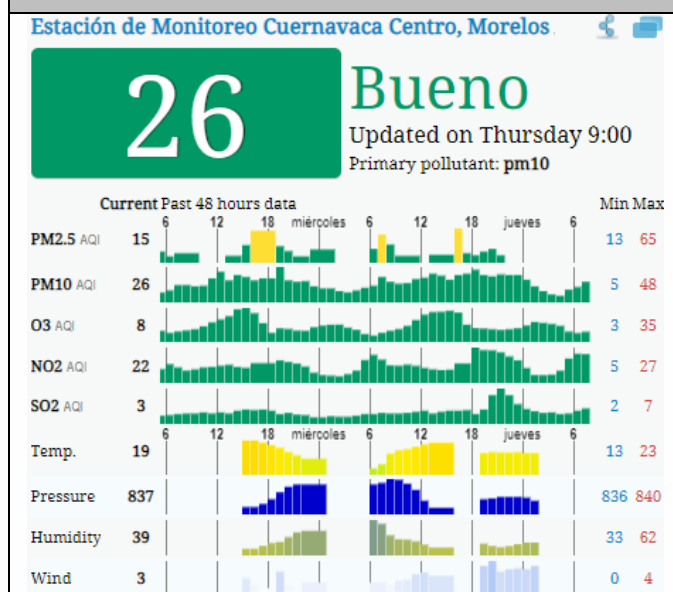 Estación de Monitoreo Cuernavaca Centro, Morelos.
26
Bueno
Updated on Thursday 9:00
Primary pollutant: pm10
Current Past 48 hours data Min Max
6 12 18 miércoles 6 12 18 jueves 6
PM2.5 AQI 15 13 65
PM10 AQI 26 5 48
O3 AQI 8 3 35
NO2 AQI 22 5 27
SO2 AQI 3 2 7
6 12 18 miércoles 6 12 18 jueves 6
Temp. 19 13 23
Pressure 837 836 840
Humidity 39 33 62
Wind 3 0 4